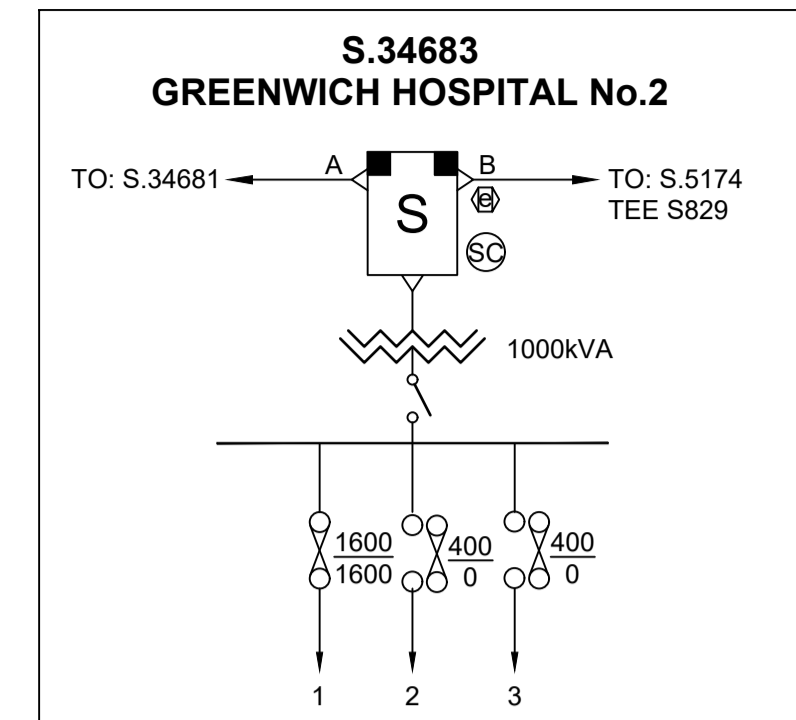 S.34683
GREENWICH HOSPITAL No.2
TO: S.34681
A
B
TO: S.5174
TEE S829
S
e
SC
1000kVA
1600
1600
400
0
400
0
1
2
3